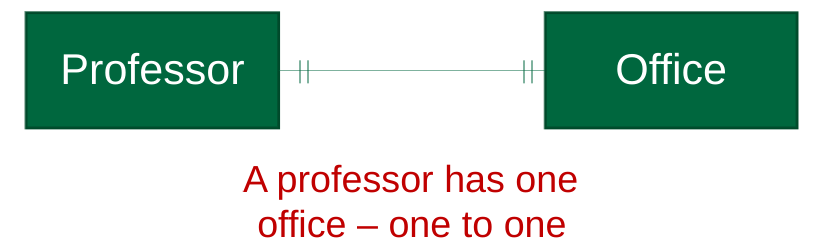 Professor
Office
A professor has one
office – one to one